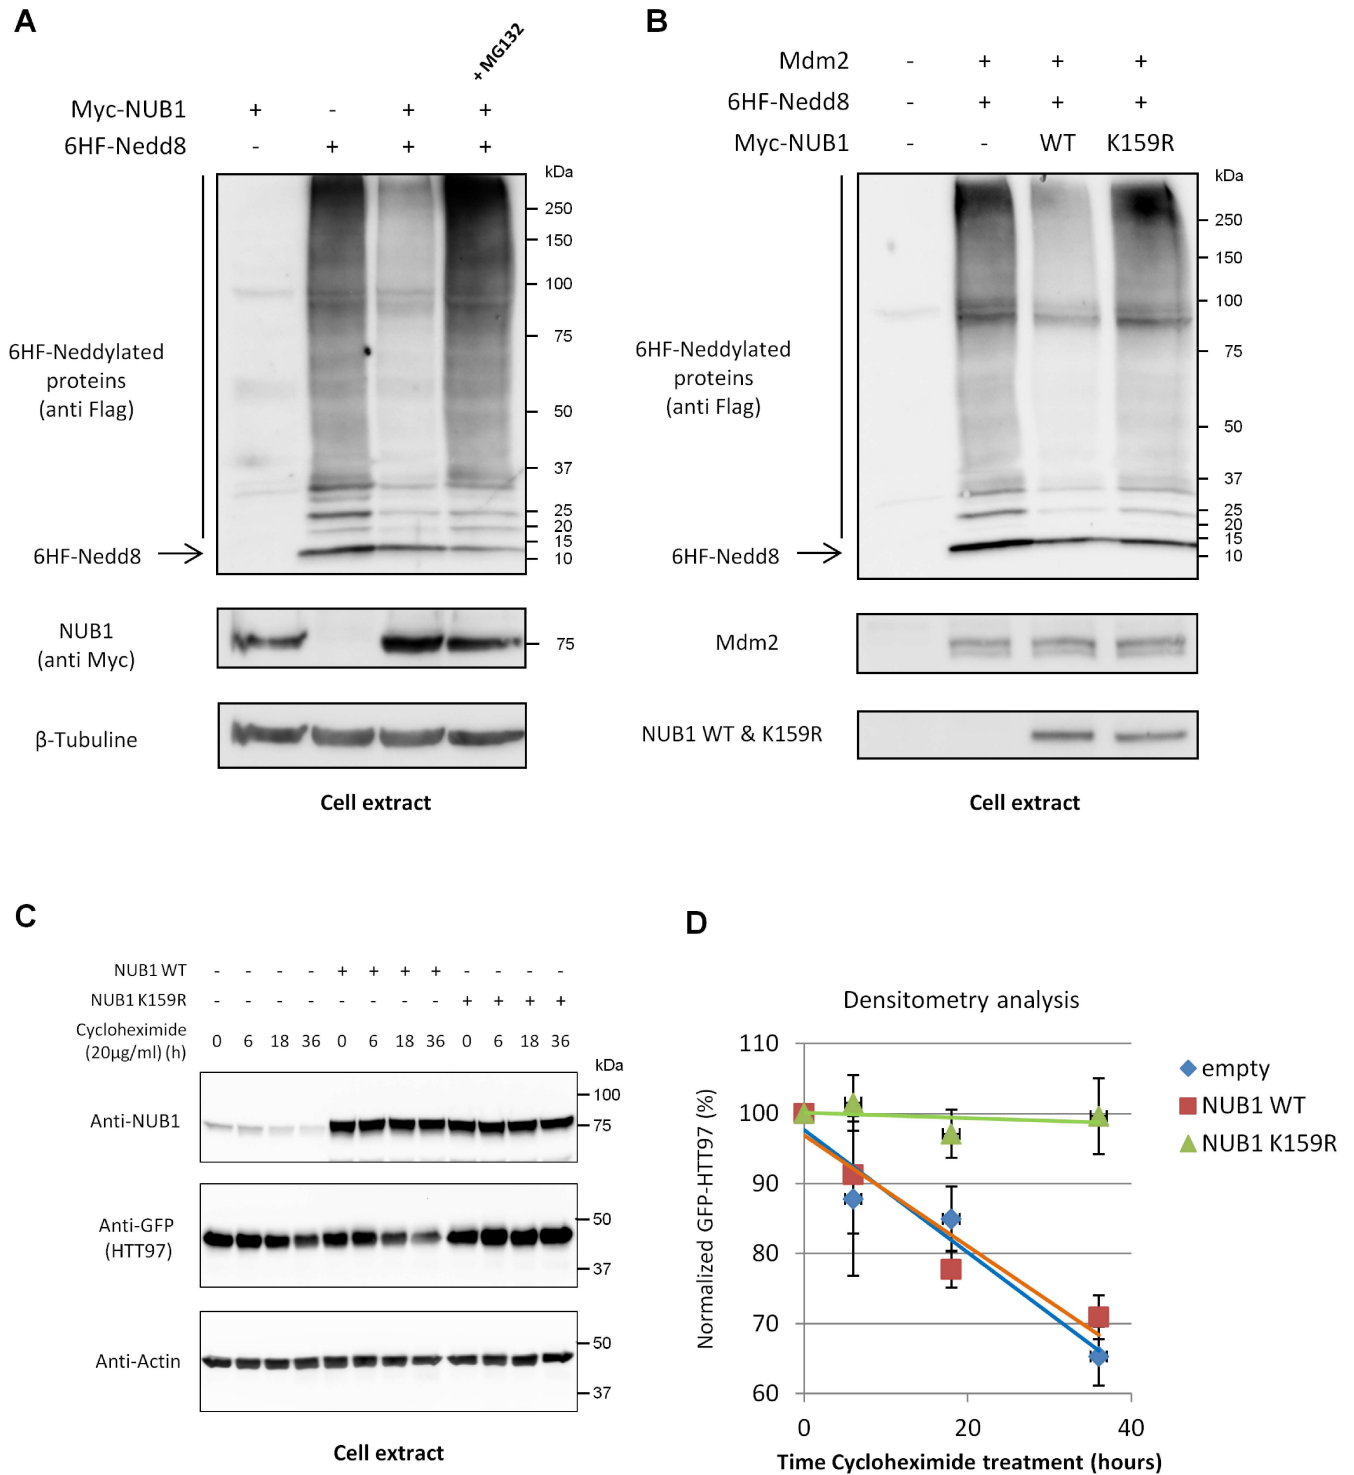 A
+MG132
Myc-NUB1 + - + +
6HF-Nedd8 - + + +
kDa
250
150
100
75
50
37
25
20
15
10
6HF-Neddylated
proteins
(anti Flag)
6HF-Nedd8
NUB1
(anti Myc)
75
β-Tubuline
Cell extract
B
Mdm2 - + + +
6HF-Nedd8 - + + +
Myc-NUB1 - - WT K159R
kDa
250
150
100
75
50
37
25
20
15
10
6HF-Neddylated
proteins
(anti Flag)
6HF-Nedd8
Mdm2
NUB1 WT & K159R
Cell extract
C
NUB1 WT - - - - + + + + - - - -
NUB1 K159R - - - - - - - - + + + +
Cycloheximide
(20µg/ml) (h) 0 6 18 36 0 6 18 36 0 6 18 36
kDa
Anti-NUB1
100
75
Anti-GFP
(HTT97)
50
37
Anti-Actin
50
37
Cell extract
D
Densitometry analysis
Normalized GFP-HTT97 (%)
110
100
90
80
70
60
0 20 40
Time Cycloheximide treatment (hours)
empty
NUB1 WT
NUB1 K159R